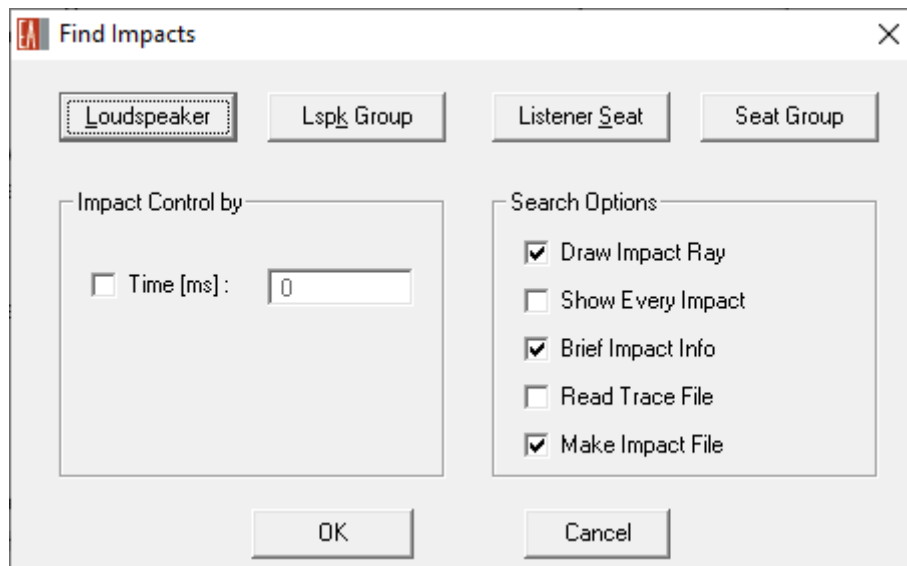 EA Find Impacts
Loudspeaker Lspk Group Listener Seat Seat Group
Impact Control by Search Options
Draw Impact Ray
Time [ms] : 0
Show Every Impact
Brief Impact Info
Read Trace File
Make Impact File
OK Cancel